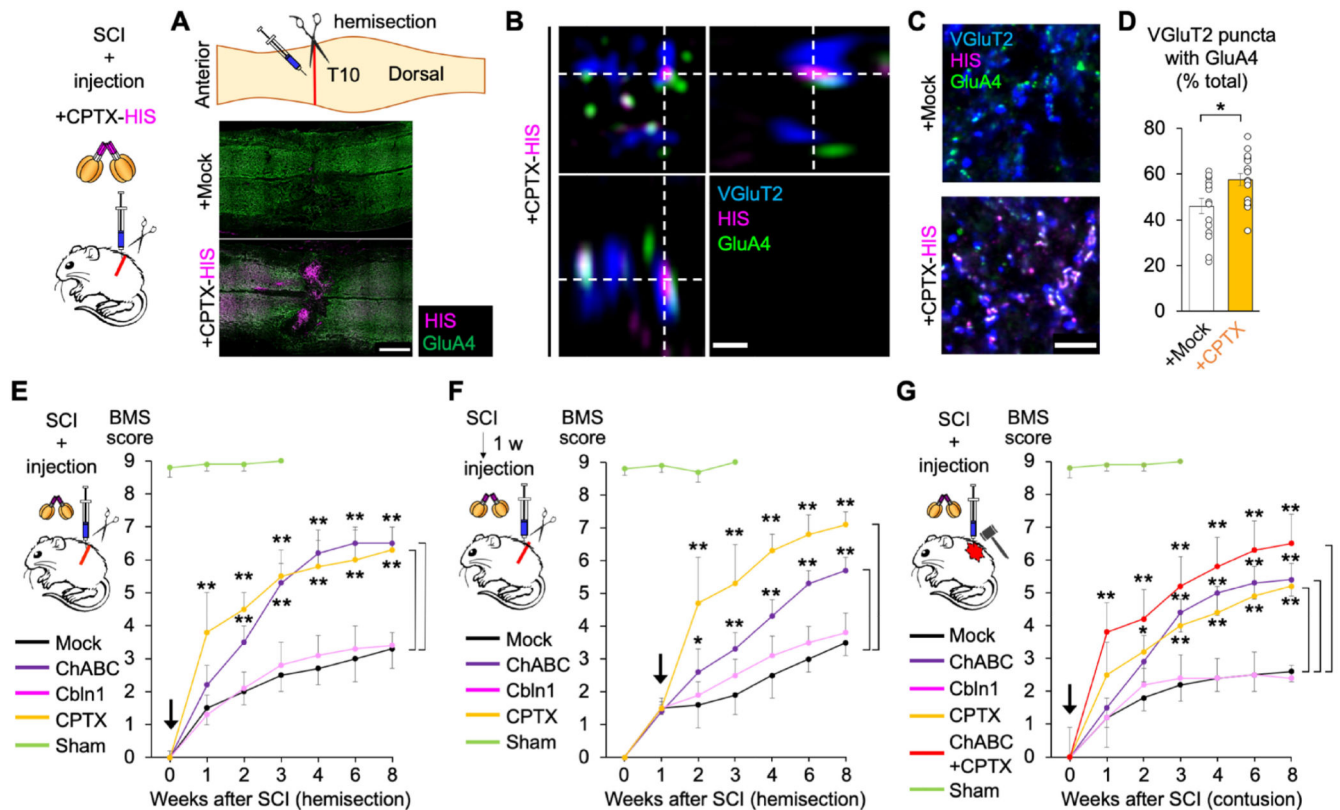 SCI
+
injection
+CPTX-HIS
A
hemisection
Anterior
T10
Dorsal
+Mock
+CPTX-HIS
HIS
GluA4
B
+CPTX-HIS
VGluT2
HIS
GluA4
C
VGluT2
HIS
GluA4
+Mock
+CPTX-HIS
D
VGluT2 puncta
with GluA4
(% total)
*
80
60
40
20
0
+Mock
+CPTX
E
SCI
+
injection
BMS
score
9
8
7
6
5
4
3
2
1
0
** ** ** ** ** **
** ** ** ** **
Mock
ChABC
Cbln1
CPTX
Sham
0 1 2 3 4 6 8
Weeks after SCI (hemisection)
F
SCI
1 w
injection
BMS
score
9
8
7
6
5
4
3
2
1
0
** ** ** ** **
* ** ** ** **
Mock
ChABC
Cbln1
CPTX
Sham
0 1 2 3 4 6 8
Weeks after SCI (hemisection)
G
SCI
+
injection
BMS
score
9
8
7
6
5
4
3
2
1
0
** ** ** ** ** **
** ** ** **
* ** ** ** **
Mock
ChABC
Cbln1
CPTX
ChABC
+CPTX
Sham
0 1 2 3 4 6 8
Weeks after SCI (contusion)